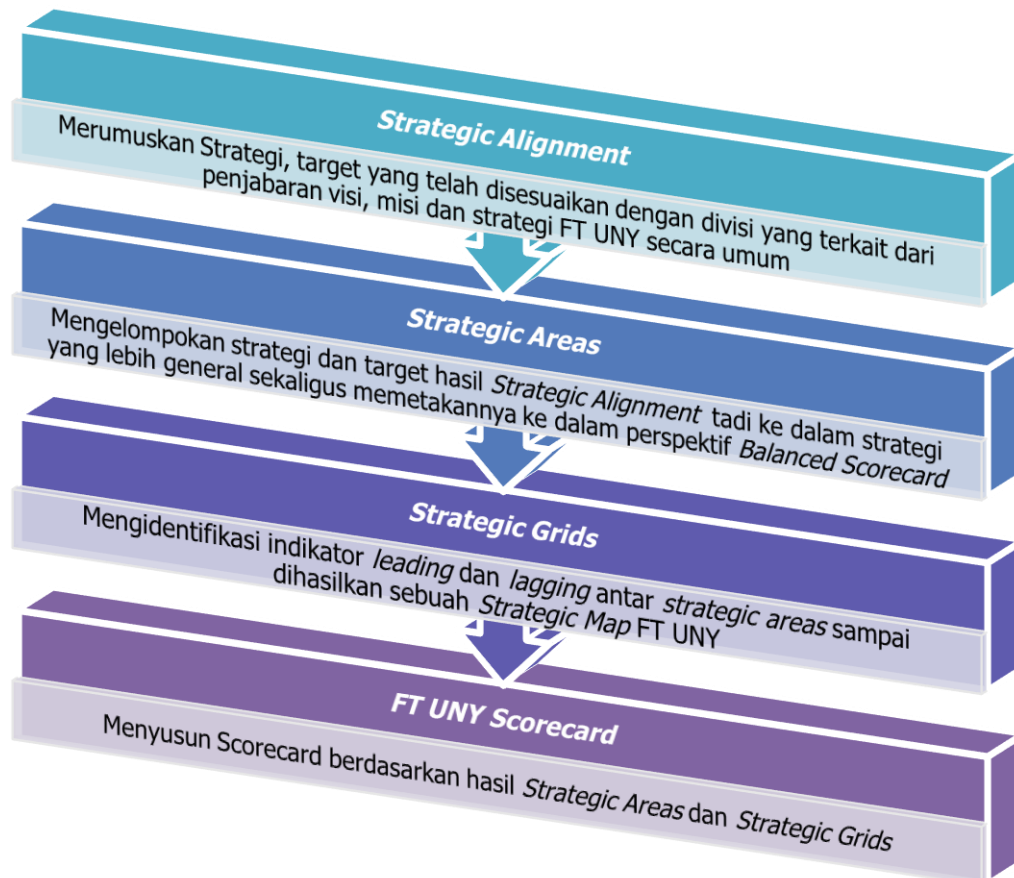 Strategic Alignment
Merumuskan Strategi, target yang telah disesuaikan dengan divisi yang terkait dari
penjabaran visi, misi dan strategi FT UNY secara umum
Strategic Areas
Mengelompokan strategi dan target hasil Strategic Alignment tadi ke dalam strategi
yang lebih general sekaligus memetakannya ke dalam perspektif Balanced Scorecard
Strategic Grids
Mengidentifikasi indikator leading dan lagging antar strategic areas sampai
dihasilkan sebuah Strategic Map FT UNY
FT UNY Scorecard
Menyusun Scorecard berdasarkan hasil Strategic Areas dan Strategic Grids